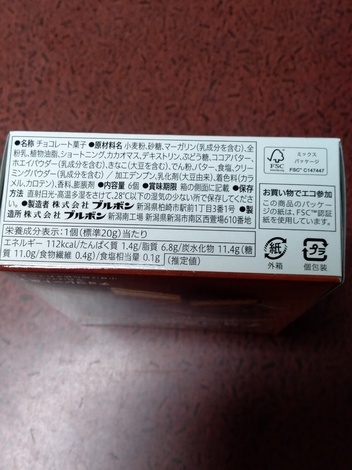 ●名称 チョコレート菓子 ●原材料名 小麦粉、砂糖、マーガリン(乳成分を含む)、全
粉乳、植物油脂、ショートニング、カカオマス、デキストリン、ぶどう糖、ココアバター、
ホエイパウダー(乳成分を含む)、きなこ(大豆を含む)、でん粉、バター、食塩、クリー
ミングパウダー(乳成分を含む) / 加工デンプン、乳化剤(大豆由来)、着色料(カラ
メル、カロテン)、香料、膨脹剤 ●内容量 6個 ●賞味期限 箱の側面に記載 ●保存
方法 直射日光・高温多湿をさけ、28℃以下の湿気の少ない所で保存してくださ
い。●製造者 株式会社 ブルボン 新潟県柏崎市駅前1丁目3番1号 ●製
造所 株式会社 ブルボン 新潟南工場 新潟県新潟市南区西萱場610番地
栄養成分表示:1個(標準20g)当たり
エネルギー 112kcal/たんぱく質 1.4g/脂質 6.8g/炭水化物 11.4g(糖
質 11.0g/食物繊維 0.4g)/食塩相当量 0.1g (推定値)
FSC
www.fsc.org
ミックス
パッケージ
FSC® C147447
お買い物でエコ参加
この商品のパッケー
ジの紙は、FSC™認証
紙を使用しています。
紙
外箱
プラ
個包装